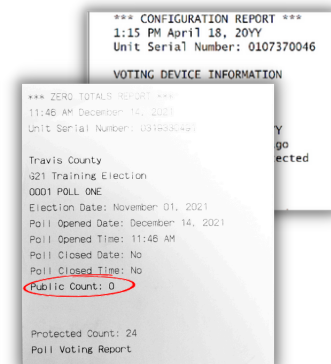 *** CONFIGURATION REPORT ***
1:15 PM April 18, 20YY
Unit Serial Number: 0107370046
VOTING DEVICE INFORMATION
*** ZERO TOTALS REPORT ***
11:46 AM December 14, 2021
Unit Serial Number:
Travis County
G21 Training Election
0001 POLL ONE
Election Date: November 01, 2021
Poll Opened Date: December 14, 2021
Poll Opened Time: 11:46 AM
Poll Closed Date: No
Poll Closed Time: No
Public Count: 0
Protected Count: 24
Poll Voting Report